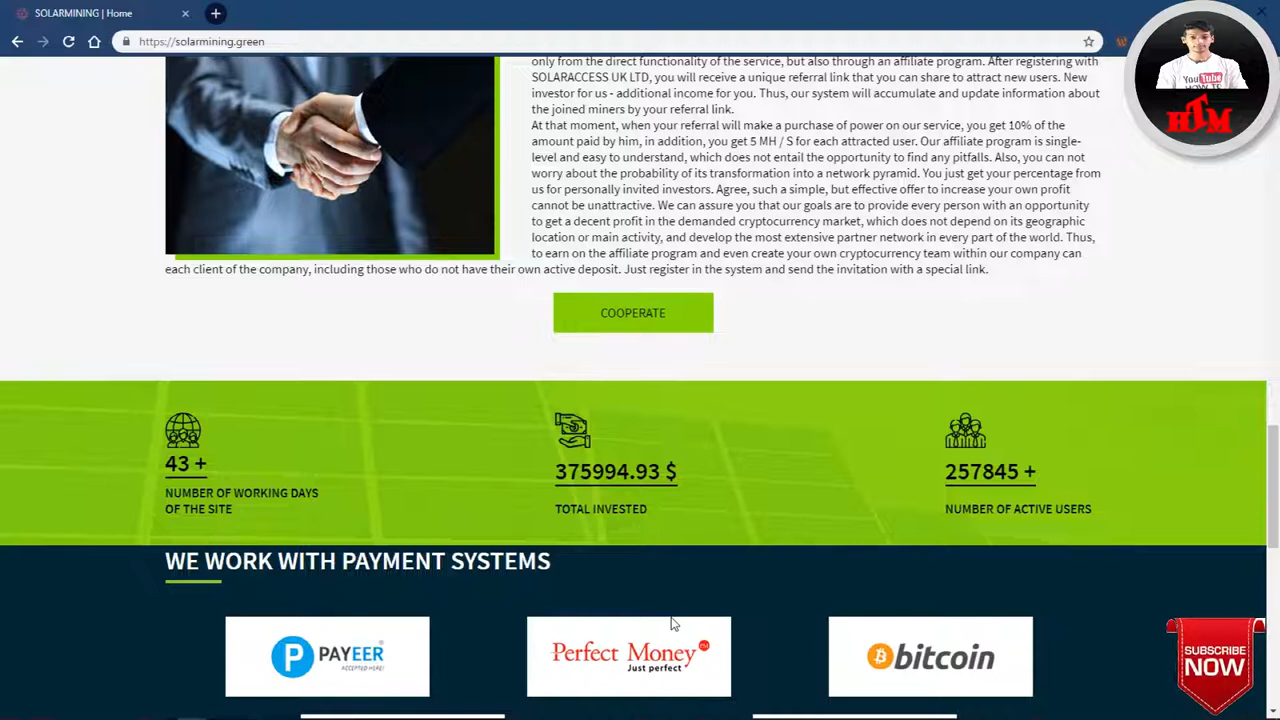 SOLARMINING | Home
https://solarmining.green
only from the direct functionality of the service, but also through an affiliate program. After registering with
SOLARACCESS UK LTD, you will receive a unique referral link that you can share to attract new users. New
investor for us - additional income for you. Thus, our system will accumulate and update information about
the joined miners by your referral link.
At that moment, when your referral will make a purchase of power on our service, you get 10% of the
amount paid by him, in addition, you get 5 MH / S for each attracted user. Our affiliate program is single-
level and easy to understand, which does not entail the opportunity to find any pitfalls. Also, you can not
worry about the probability of its transformation into a network pyramid. You just get your percentage from
us for personally invited investors. Agree, such a simple, but effective offer to increase your own profit
cannot be unattractive. We can assure you that our goals are to provide every person with an opportunity
to get a decent profit in the demanded cryptocurrency market, which does not depend on its geographic
location or main activity, and develop the most extensive partner network in every part of the world. Thus,
to earn on the affiliate program and even create your own cryptocurrency team within our company can
each client of the company, including those who do not have their own active deposit. Just register in the system and send the invitation with a special link.
COOPERATE
43 +
NUMBER OF WORKING DAYS
OF THE SITE
375994.93 $
TOTAL INVESTED
257845 +
NUMBER OF ACTIVE USERS
WE WORK WITH PAYMENT SYSTEMS
P PAYEER
ACCEPTED HERE!
Perfect Money PM
Just perfect
bitcoin
You Tube
HOW TO
HTM
SUBSCRIBE
NOW